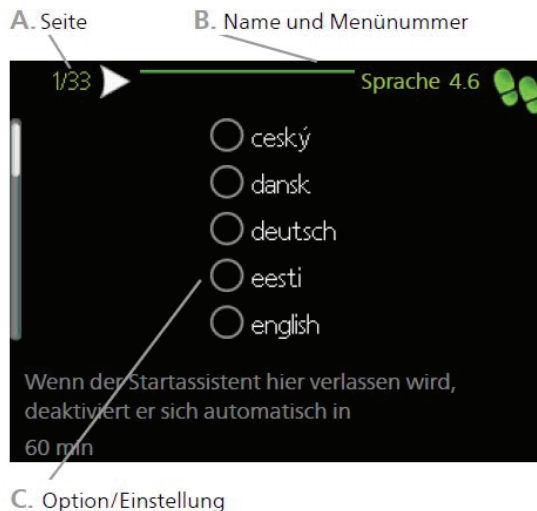 A. Seite
B. Name und Menünummer
1/33
Sprache 4.6
ceský
dansk
deutsch
eesti
english
Wenn der Startassistent hier verlassen wird,
deaktiviert er sich automatisch in
60 min
C. Option/Einstellung